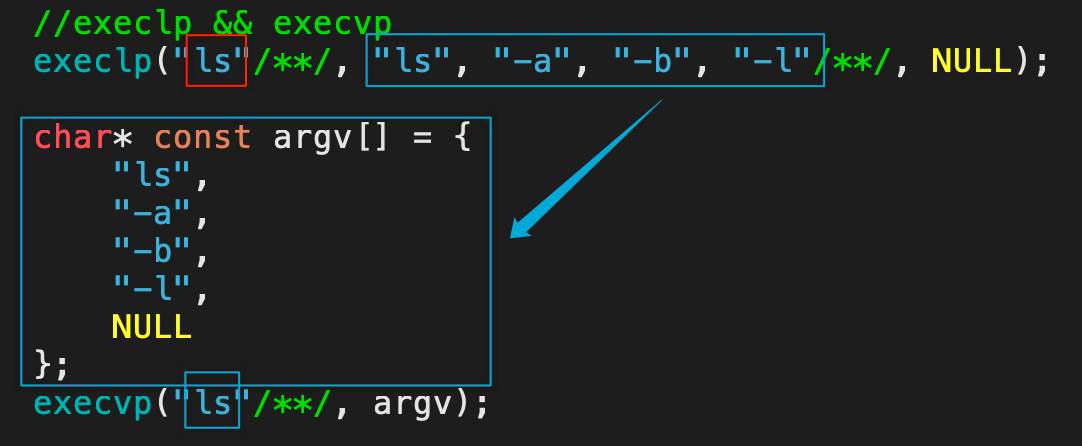 //execlp && execvp
execlp("ls"/**/, "ls", "-a", "-b", "-l"/**/, NULL);
char* const argv[] = {
"ls",
"-a",
"-b",
"-l",
NULL
};
execvp("ls"/**/, argv);